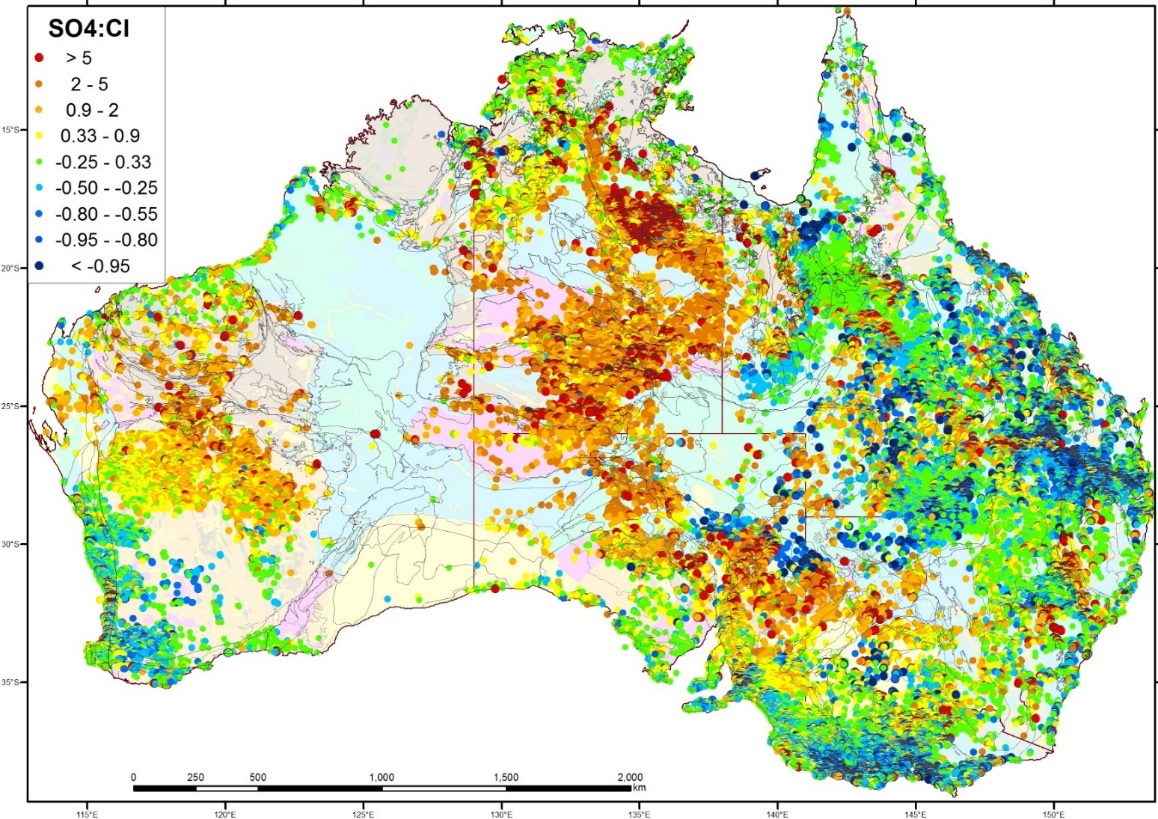 SO4:Cl
> 5
2 - 5
0.9 - 2
0.33 - 0.9
-0.25 - 0.33
-0.50 - -0.25
-0.80 - -0.55
-0.95 - -0.80
< -0.95
15°S
20°S
25°S
30°S
35°S
0 250 500 1,000 1,500 2,000
km
115°E 120°E 125°E 130°E 135°E 140°E 145°E 150°E